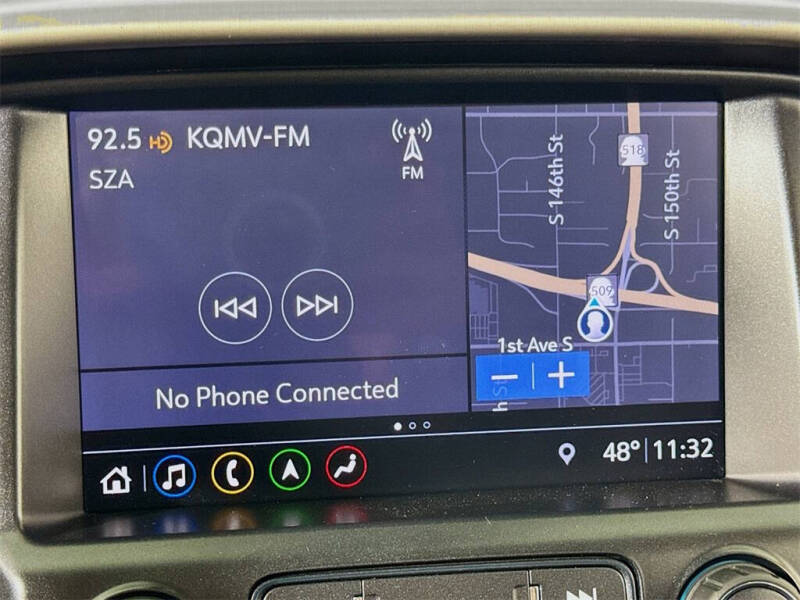 92.5 HD KQMV-FM
SZA
FM
No Phone Connected
518
S 146th St
S 150th St
509
1st Ave S
h St
48° 11:32